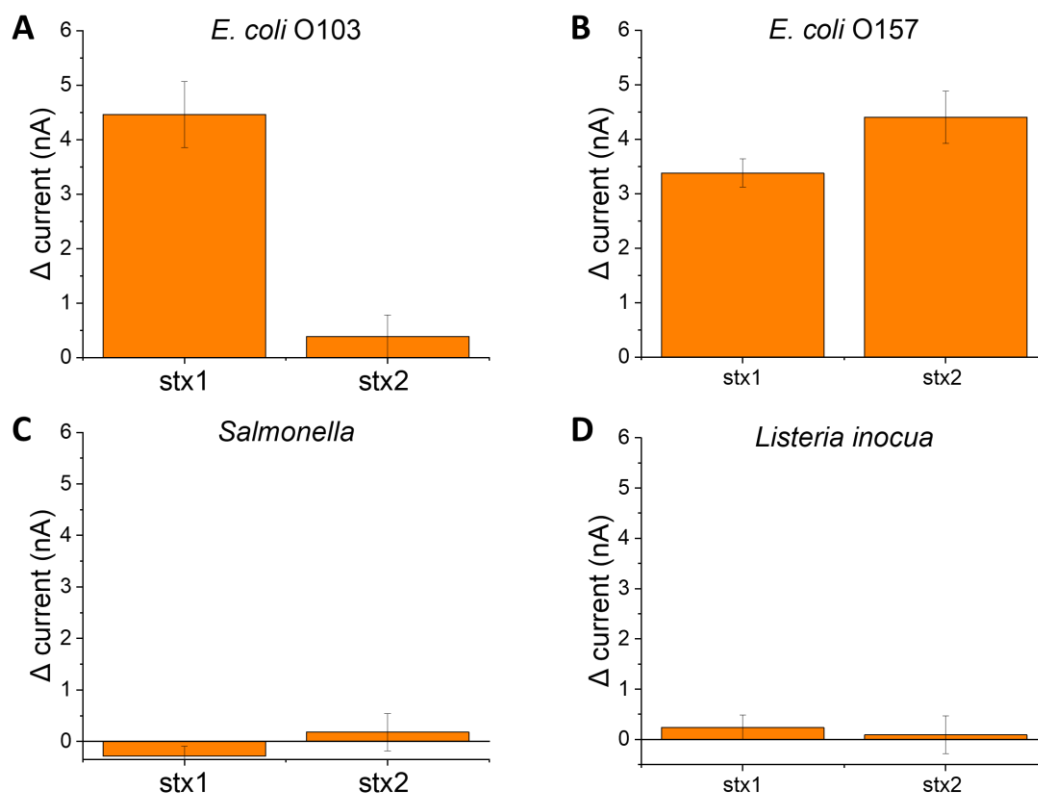 A
E. coli O103
6
5
4
3
2
1
0
Δ current (nA)
stx1 stx2
B
E. coli O157
6
5
4
3
2
1
0
Δ current (nA)
stx1 stx2
C
Salmonella
6
5
4
3
2
1
0
Δ current (nA)
stx1 stx2
D
Listeria inocua
6
5
4
3
2
1
0
Δ current (nA)
stx1 stx2